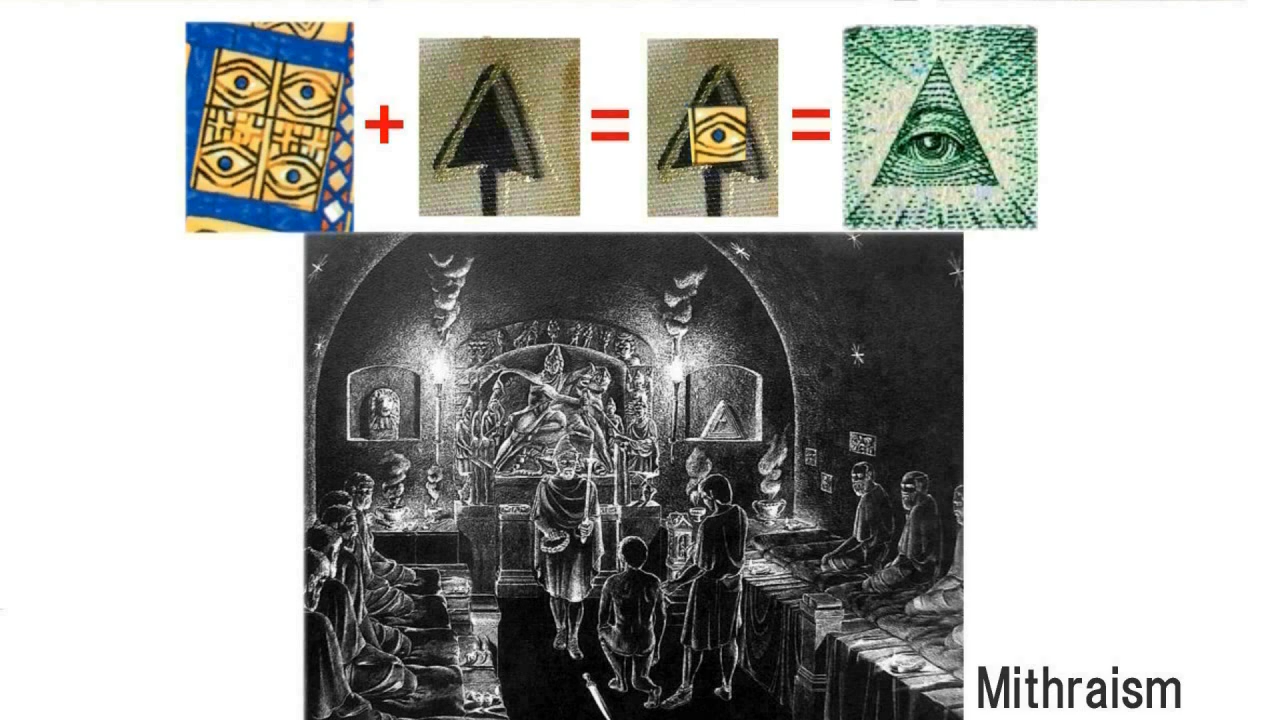 + = =
Mithraism